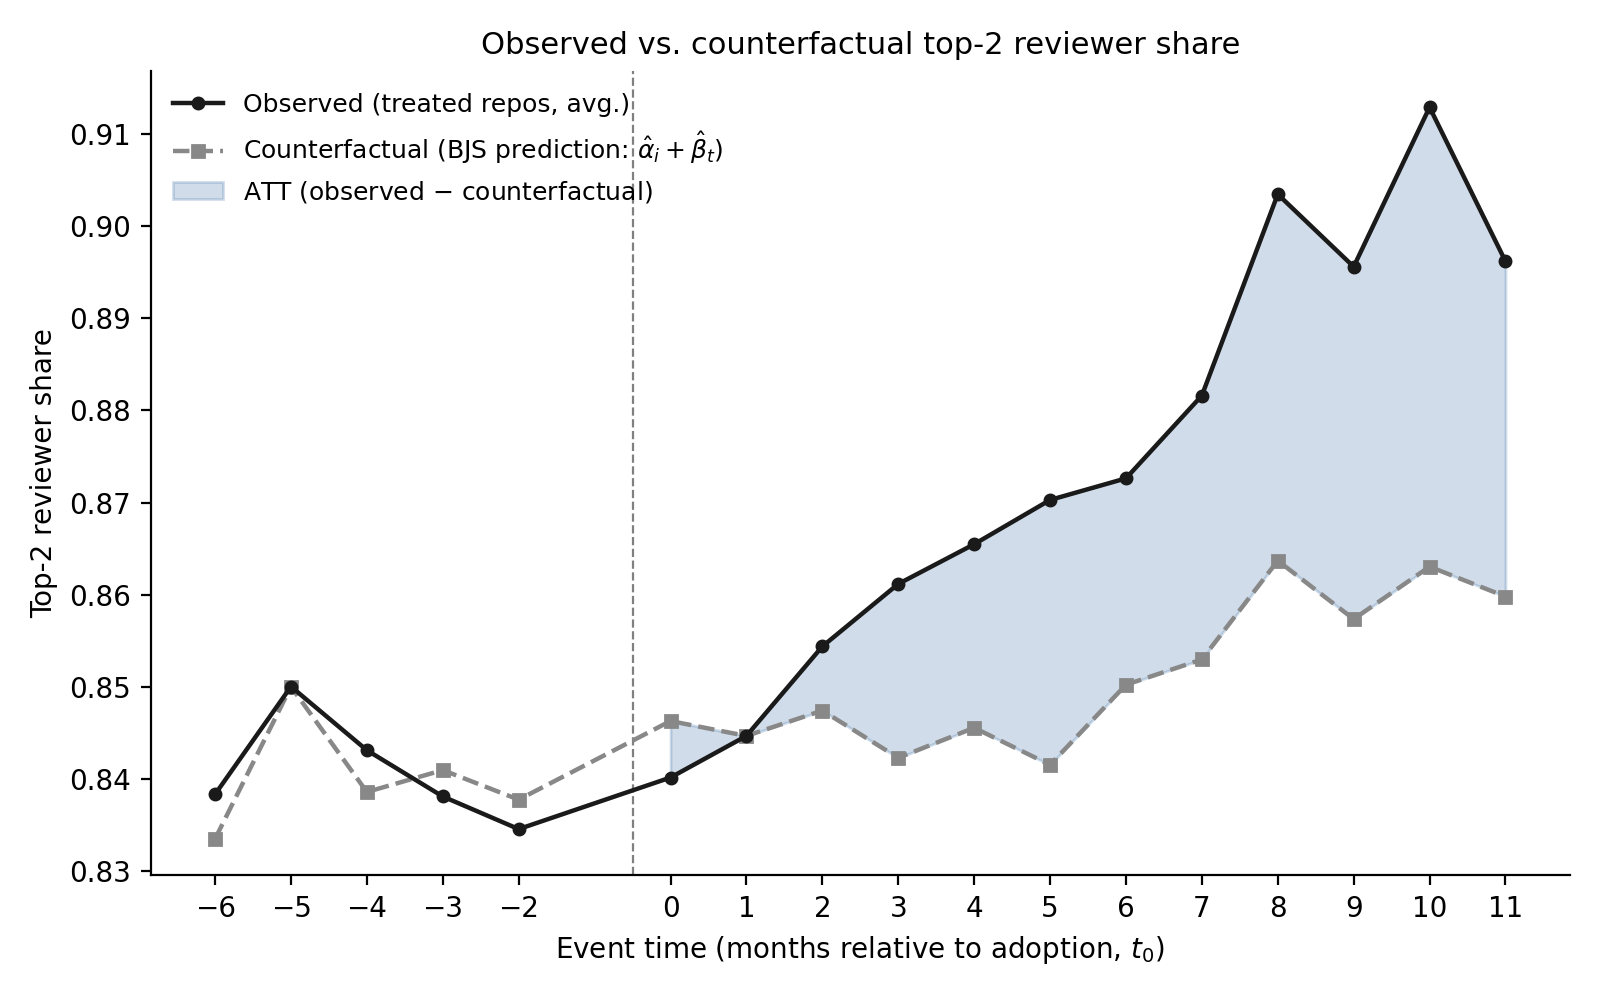 Observed vs. counterfactual top-2 reviewer share
Observed (treated repos, avg.)
Counterfactual (BJS prediction: α̂ᵢ + β̂ₜ)
ATT (observed − counterfactual)
Top-2 reviewer share
0.91
0.90
0.89
0.88
0.87
0.86
0.85
0.84
0.83
−6 −5 −4 −3 −2 0 1 2 3 4 5 6 7 8 9 10 11
Event time (months relative to adoption, t₀)